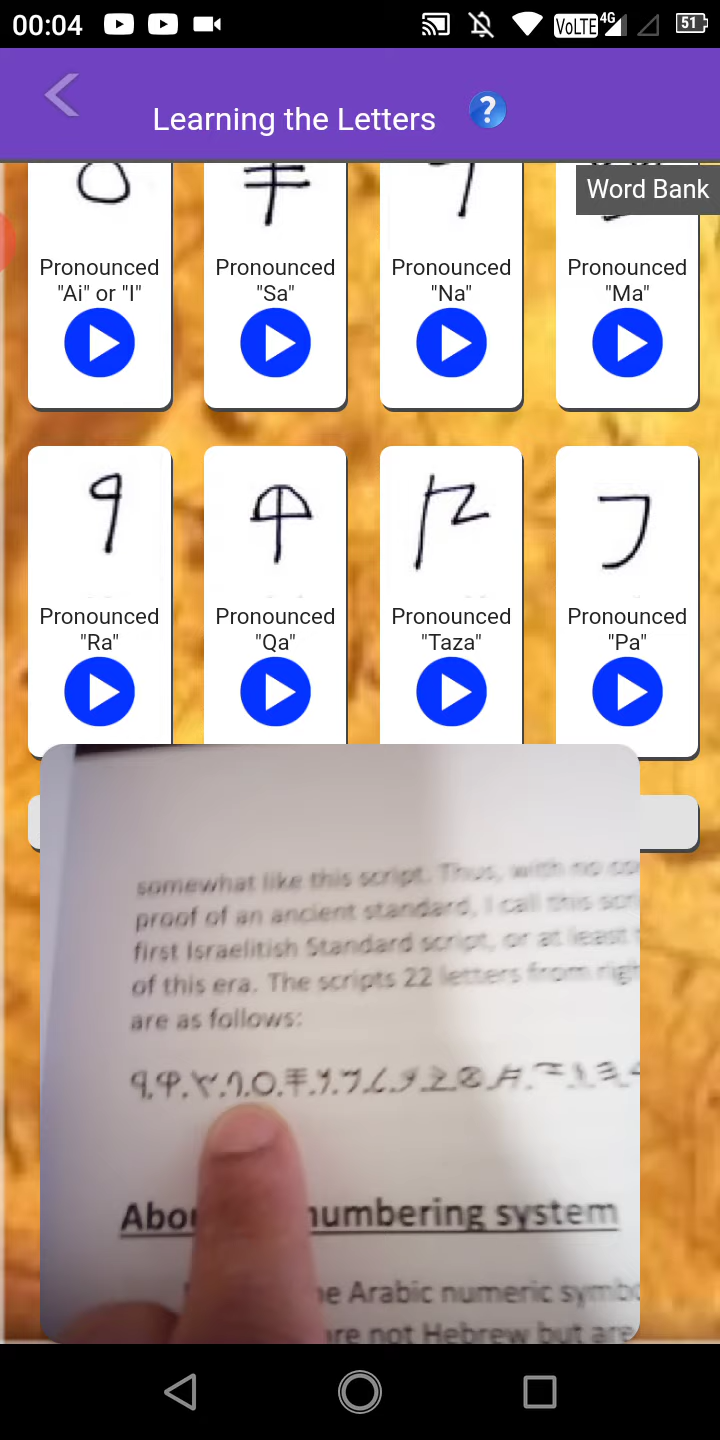 00:04 VoLTE 4G 51
Learning the Letters ?
Word Bank
Pronounced "Ai" or "I"
Pronounced "Sa"
Pronounced "Na"
Pronounced "Ma"
𐤓
𐤒
𐤑
𐤐
Pronounced "Ra"
Pronounced "Qa"
Pronounced "Taza"
Pronounced "Pa"
somewhat like this script. Thus, with no
proof of an ancient standard, I call this
first Israelitish Standard script, or at least
of this era. The scripts 22 letters from
are as follows:
numbering system
Arabic numeric
are not Hebrew but are